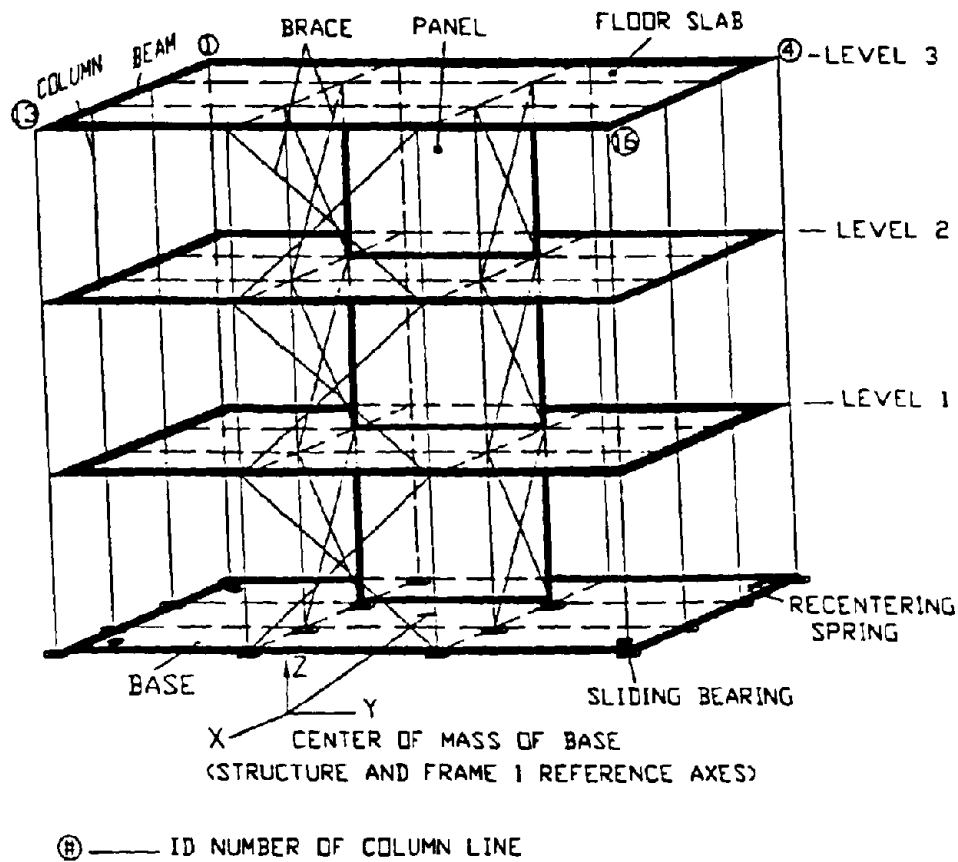 FLOOR SLAB
BRACE
PANEL
1
BEAM
COLUMN
4
LEVEL 3
13
16
LEVEL 2
LEVEL 1
RECENTERING
SPRING
BASE
Z
SLIDING BEARING
Y
X
CENTER OF MASS OF BASE
(STRUCTURE AND FRAME 1 REFERENCE AXES)
# ID NUMBER OF COLUMN LINE